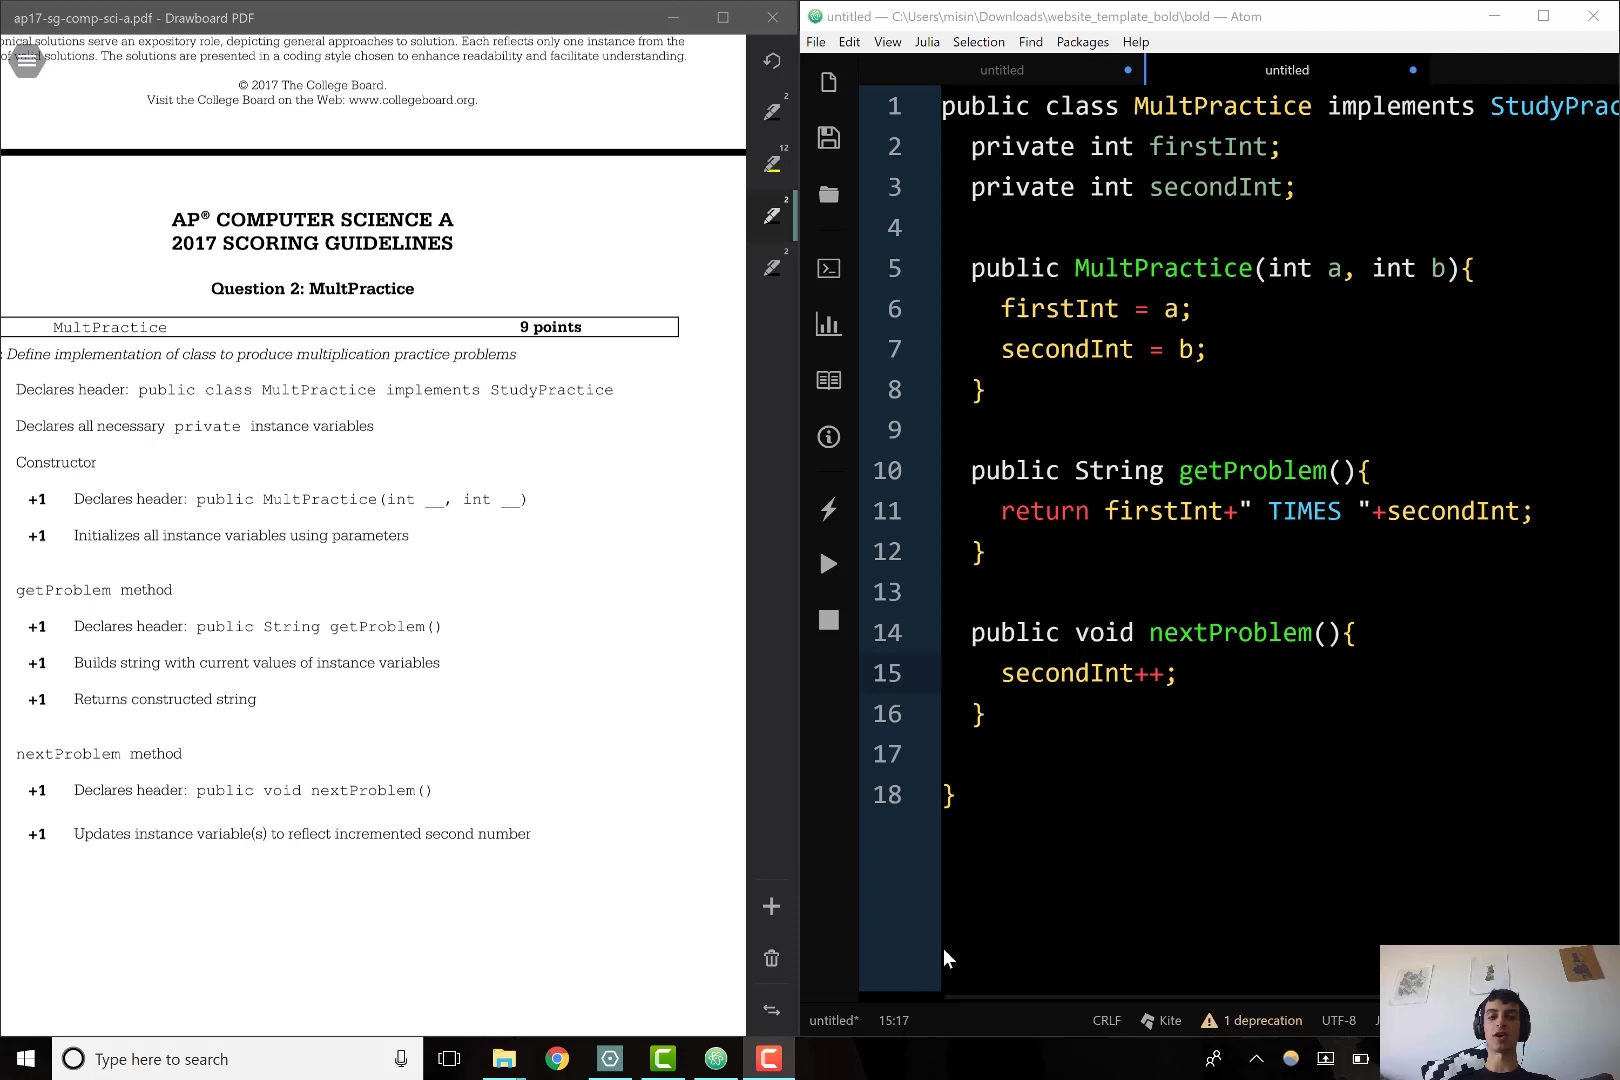 ap17-sg-comp-sci-a.pdf - Drawboard PDF
onical solutions serve an expository role, depicting general approaches to solution. Each reflects only one instance from the
solutions. The solutions are presented in a coding style chosen to enhance readability and facilitate understanding.
© 2017 The College Board.
Visit the College Board on the Web: www.collegeboard.org.
AP® COMPUTER SCIENCE A
2017 SCORING GUIDELINES
Question 2: MultPractice
MultPractice 9 points
: Define implementation of class to produce multiplication practice problems
Declares header: public class MultPractice implements StudyPractice
Declares all necessary private instance variables
Constructor
+1 Declares header: public MultPractice(int __, int __)
+1 Initializes all instance variables using parameters
getProblem method
+1 Declares header: public String getProblem()
+1 Builds string with current values of instance variables
+1 Returns constructed string
nextProblem method
+1 Declares header: public void nextProblem()
+1 Updates instance variable(s) to reflect incremented second number
2
12
2
2
untitled — C:\Users\misin\Downloads\website_template_bold\bold — Atom
File Edit View Julia Selection Find Packages Help
untitled untitled
1 public class MultPractice implements StudyPrac
2 private int firstInt;
3 private int secondInt;
4
5 public MultPractice(int a, int b){
6 firstInt = a;
7 secondInt = b;
8 }
9
10 public String getProblem(){
11 return firstInt+" TIMES "+secondInt;
12 }
13
14 public void nextProblem(){
15 secondInt++;
16 }
17
18 }
untitled* 15:17 CRLF Kite 1 deprecation UTF-8 J
Type here to search